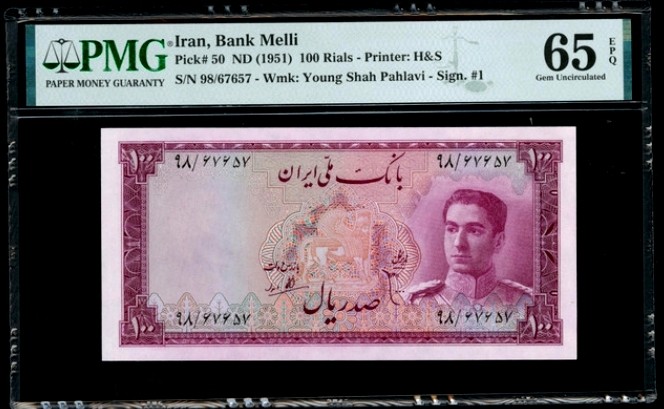 PMG
PAPER MONEY GUARANTY
Iran, Bank Melli
Pick# 50 ND (1951) 100 Rials - Printer: H&S
S/N 98/67657 - Wmk: Young Shah Pahlavi - Sign. #1
65 EPQ
Gem Uncirculated
۱۰۰ ۹۸/۶۷۶۵۷ ۹۸/۶۷۶۵۷ ۱۰۰
بانک ملی ایران
صد ریال
۱۰۰ ۹۸/۶۷۶۵۷ ۹۸/۶۷۶۵۷ ۱۰۰